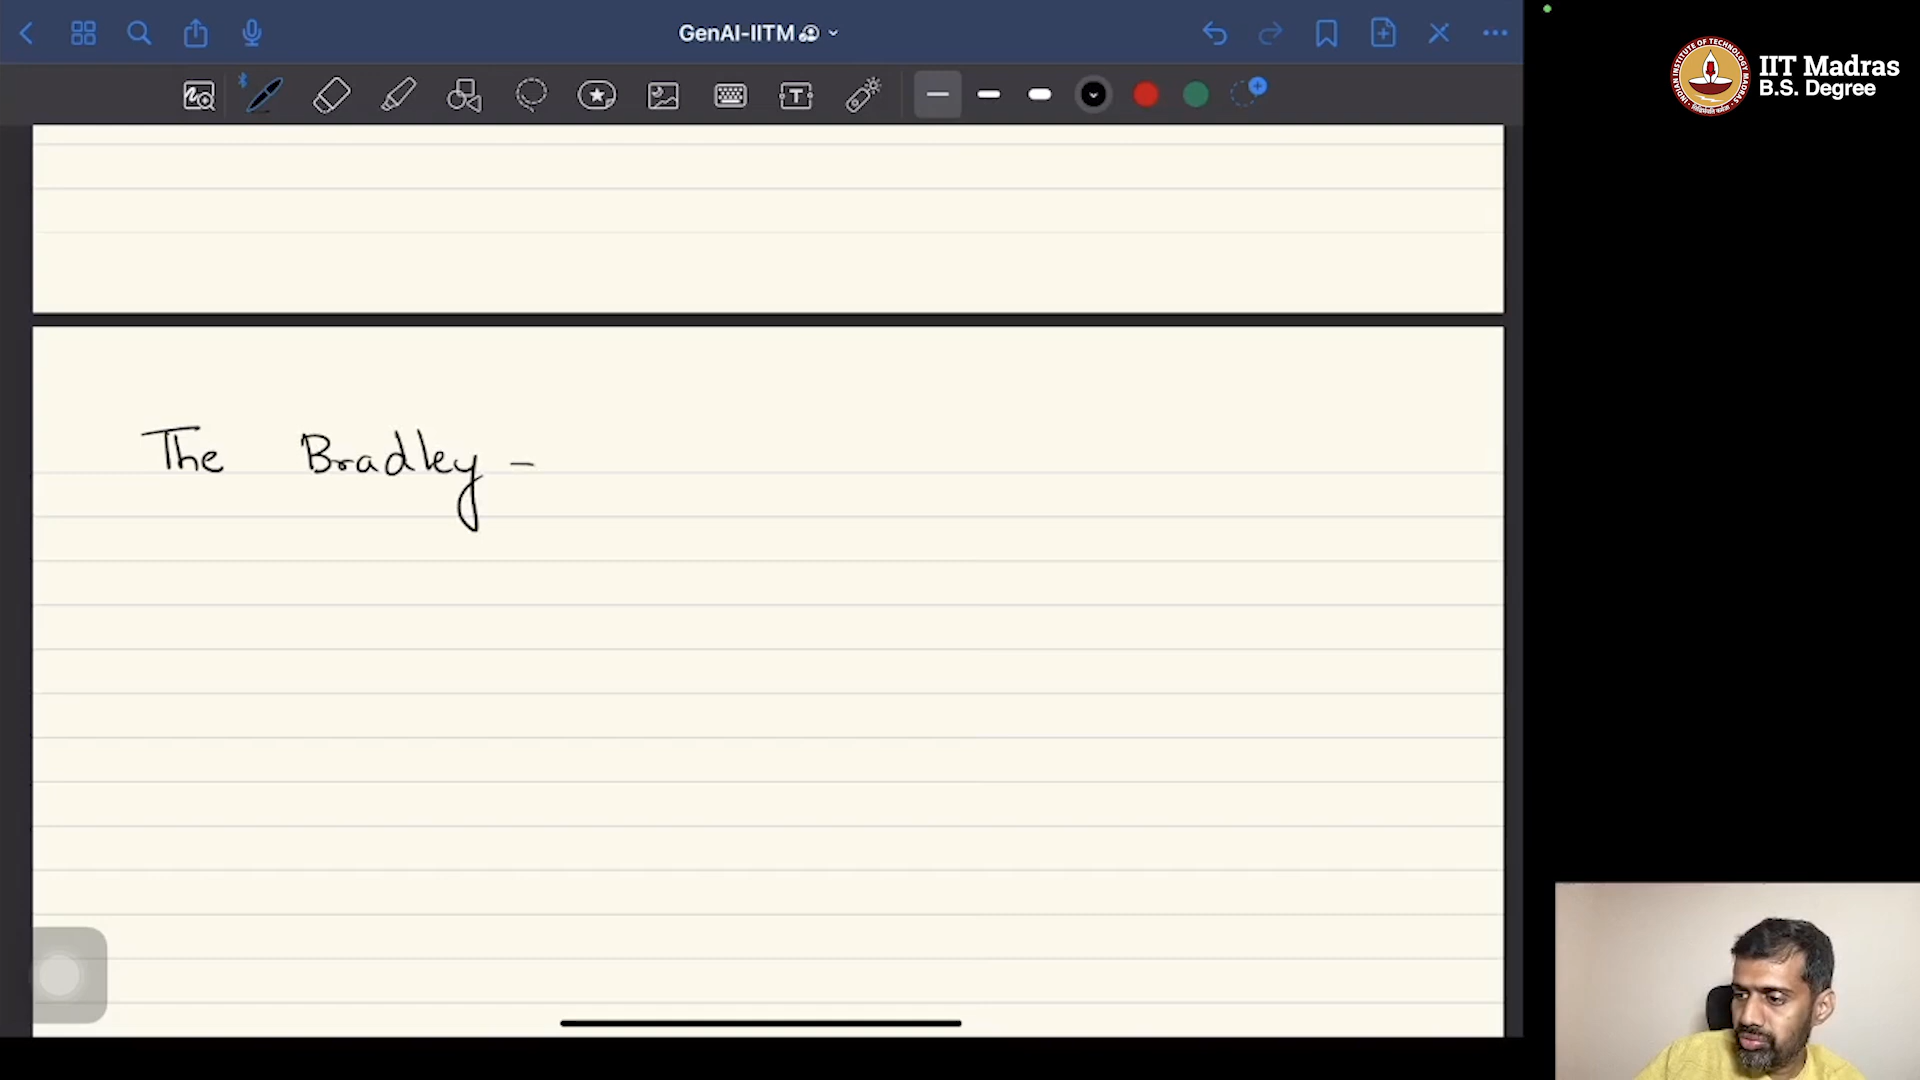 GenAI-IITM
IIT Madras
B.S. Degree
The Bradley -